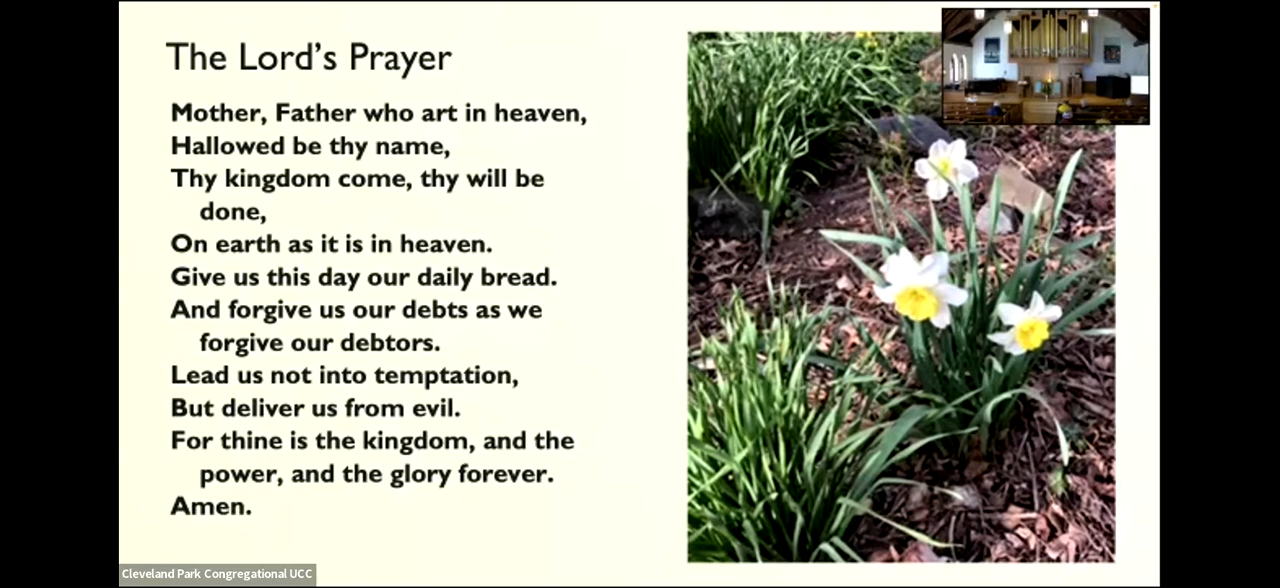 The Lord's Prayer
Mother, Father who art in heaven,
Hallowed be thy name,
Thy kingdom come, thy will be
done,
On earth as it is in heaven.
Give us this day our daily bread.
And forgive us our debts as we
forgive our debtors.
Lead us not into temptation,
But deliver us from evil.
For thine is the kingdom, and the
power, and the glory forever.
Amen.
Cleveland Park Congregational UCC